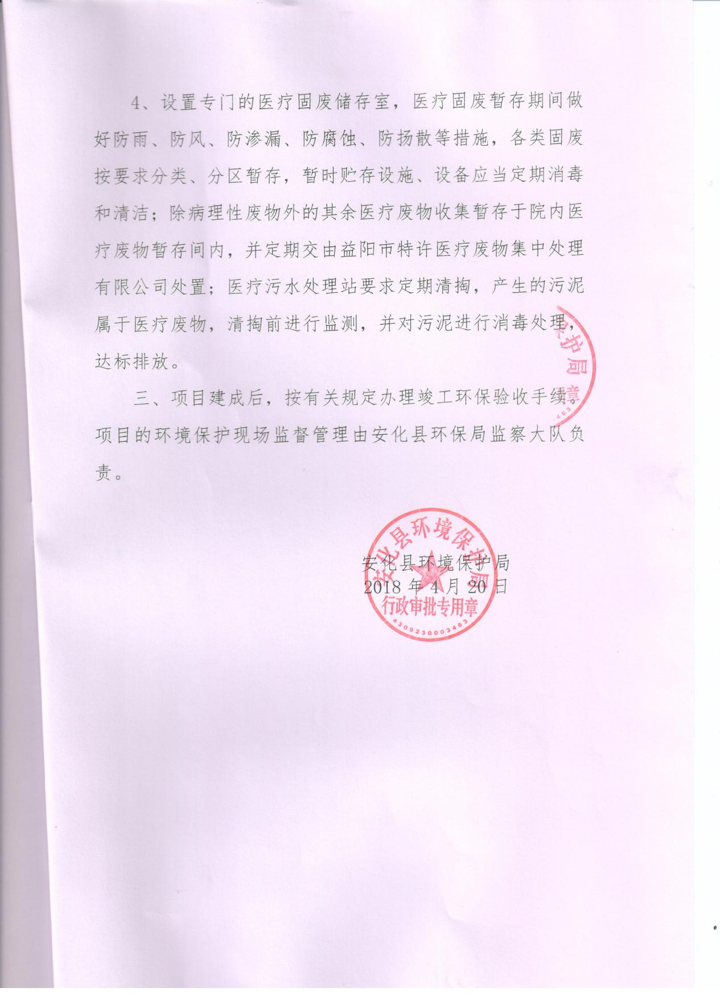 4、设置专门的医疗固废储存室，医疗固废暂存期间做
好防雨、防风、防渗漏、防腐蚀、防扬散等措施，各类固废
按要求分类、分区暂存，暂时贮存设施、设备应当定期消毒
和清洁；除病理性废物外的其余医疗废物收集暂存于院内医
疗废物暂存间内，并定期交由益阳市特许医疗废物集中处理
有限公司处置；医疗污水处理站要求定期清掏，产生的污泥
属于医疗废物，清掏前进行监测，并对污泥进行消毒处理，
达标排放。
保护局
章
463
三、项目建成后，按有关规定办理竣工环保验收手续。
项目的环境保护现场监督管理由安化县环保局监察大队负
责。
安化县环境保护局
安化县环境保护局
2018 年 4 月 20 日
行政审批专用章
4309230003463